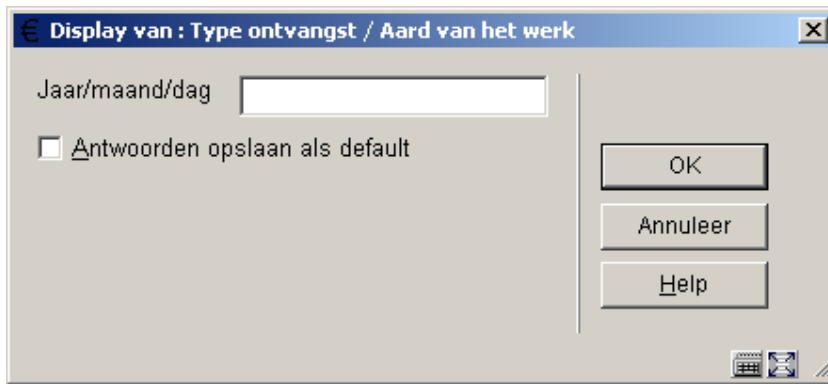 € Display van : Type ontvangst / Aard van het werk
Jaar/maand/dag
Antwoorden opslaan als default
OK
Annuleer
Help